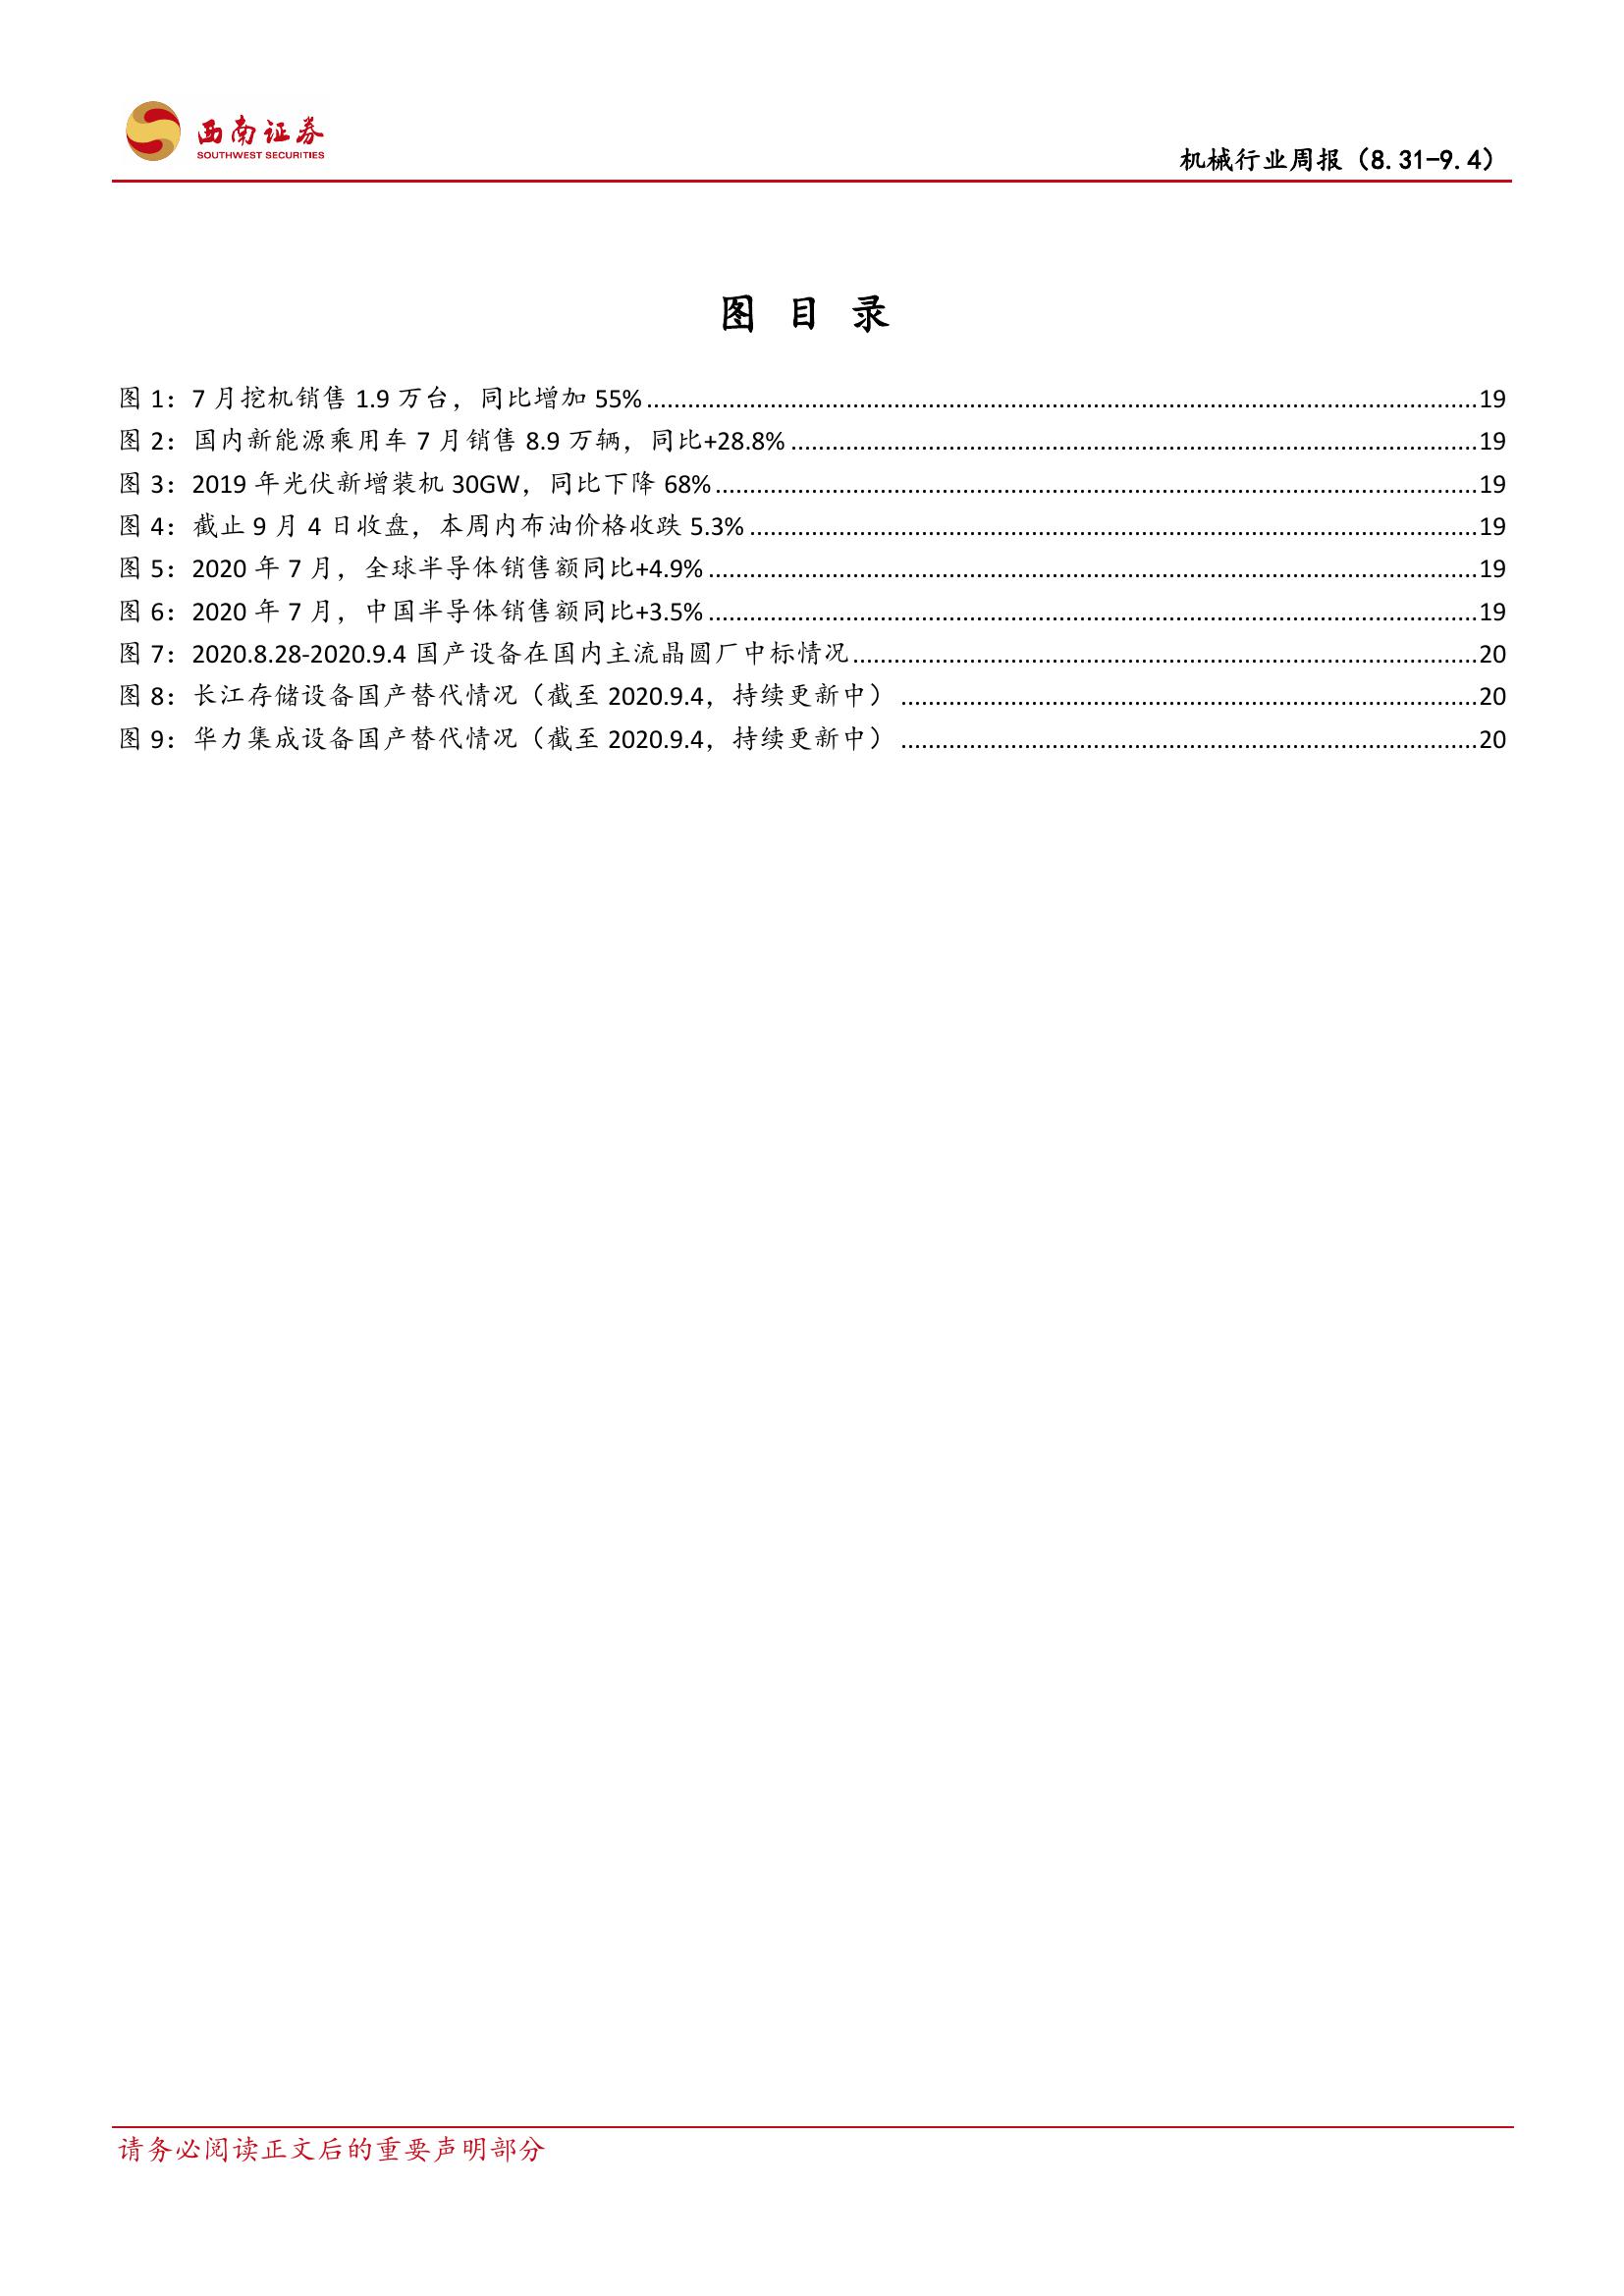 西南证券
SOUTHWEST SECURITIES
机械行业周报（8.31-9.4）
图 目 录
图 1：7 月挖机销售 1.9 万台，同比增加 55%........................19
图 2：国内新能源乘用车 7 月销售 8.9 万辆，同比+28.8%........................19
图 3：2019 年光伏新增装机 30GW，同比下降 68%........................19
图 4：截止 9 月 4 日收盘，本周内布油价格收跌 5.3%........................19
图 5：2020 年 7 月，全球半导体销售额同比+4.9%........................19
图 6：2020 年 7 月，中国半导体销售额同比+3.5%........................19
图 7：2020.8.28-2020.9.4 国产设备在国内主流晶圆厂中标情况........................20
图 8：长江存储设备国产替代情况（截至 2020.9.4，持续更新中）........................20
图 9：华力集成设备国产替代情况（截至 2020.9.4，持续更新中）........................20
请务必阅读正文后的重要声明部分